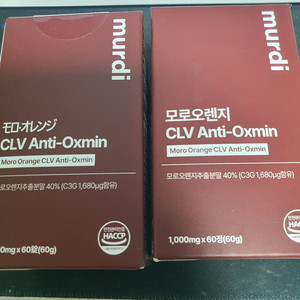 murdi
モロ・オレンジ
CLV Anti-Oxmin
Moro Orange CLV Anti-Oxmin
모로오렌지추출분말 40% (C3G 1,680μg함유)
HACCP
0mg x 60錠(60g)
murdi
모로오렌지
CLV Anti-Oxmin
Moro Orange CLV Anti-Oxmin
모로오렌지추출분말 40% (C3G 1,680μg함유)
HACCP
1,000mg x 60정(60g)